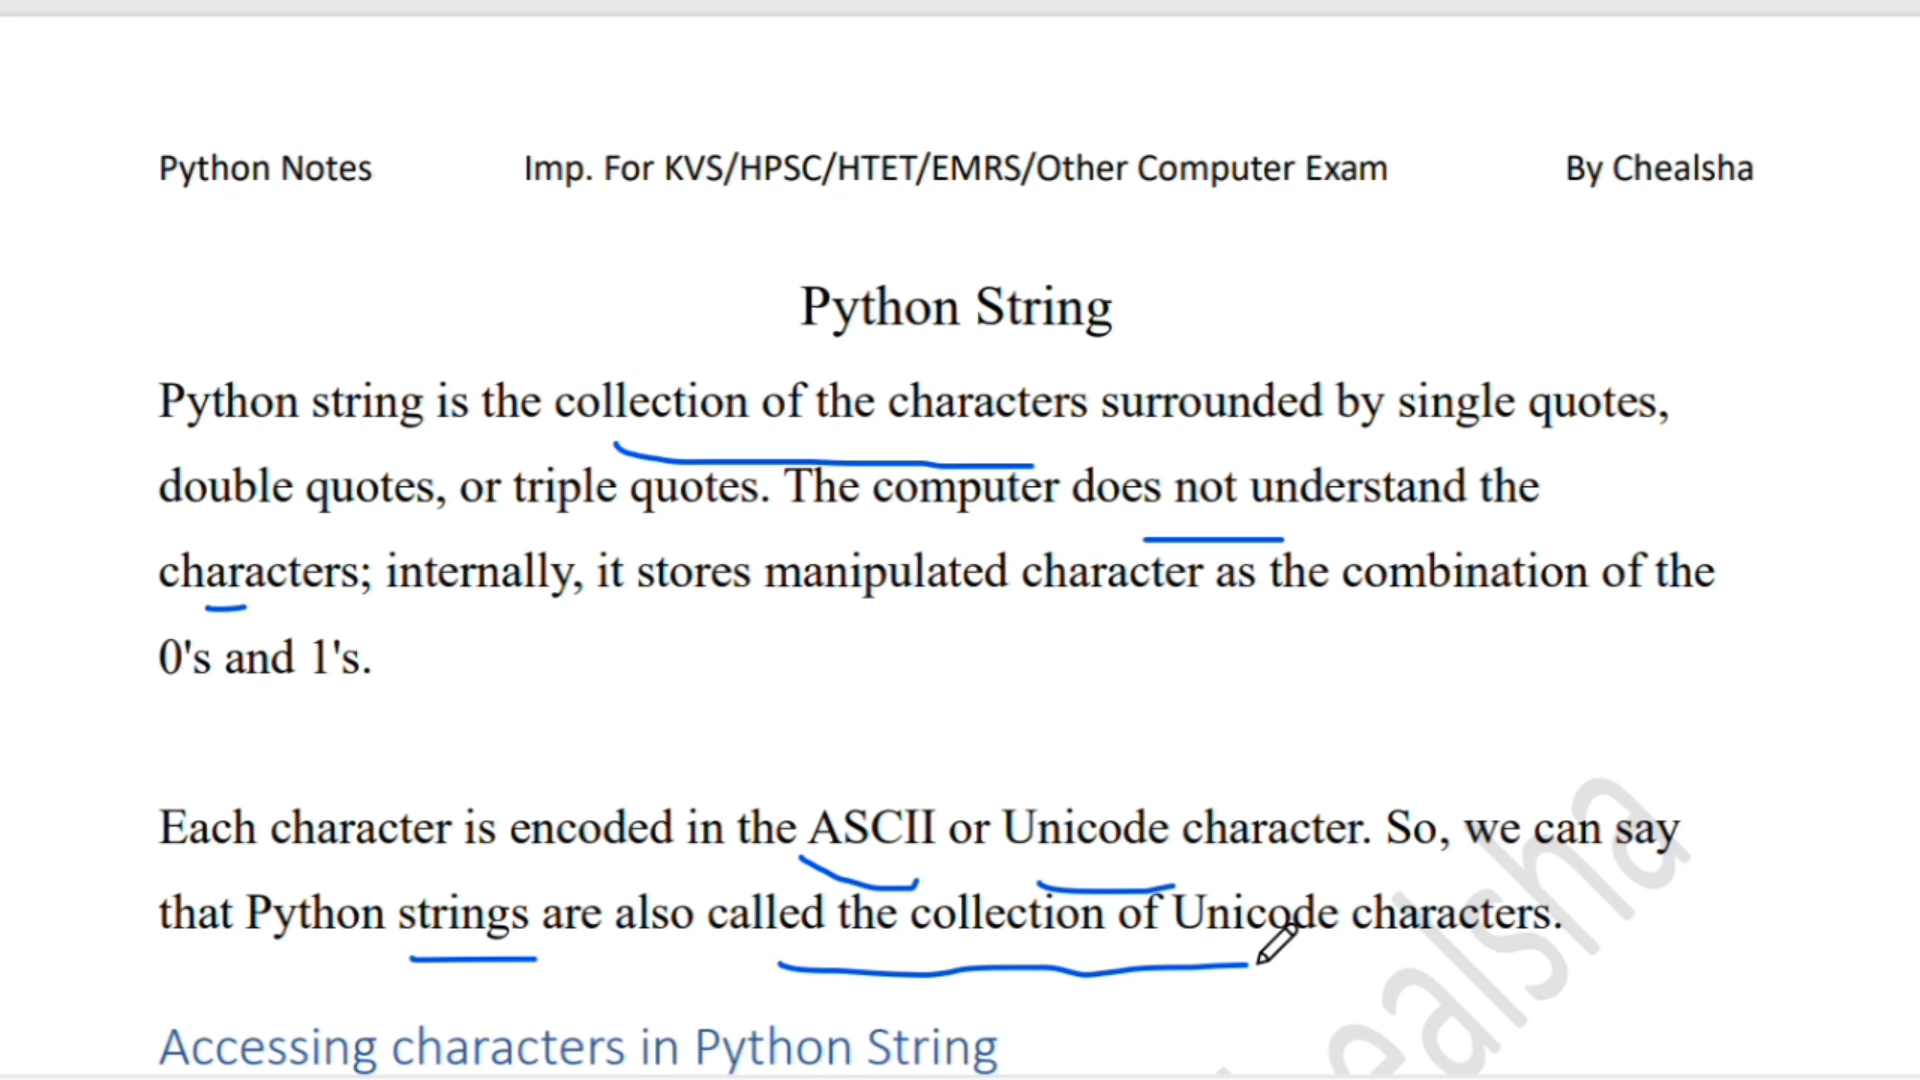 Python Notes Imp. For KVS/HPSC/HTET/EMRS/Other Computer Exam By Chealsha
Python String
Python string is the collection of the characters surrounded by single quotes,
double quotes, or triple quotes. The computer does not understand the
characters; internally, it stores manipulated character as the combination of the
0's and 1's.
Each character is encoded in the ASCII or Unicode character. So, we can say
that Python strings are also called the collection of Unicode characters.
Accessing characters in Python String
ealsha